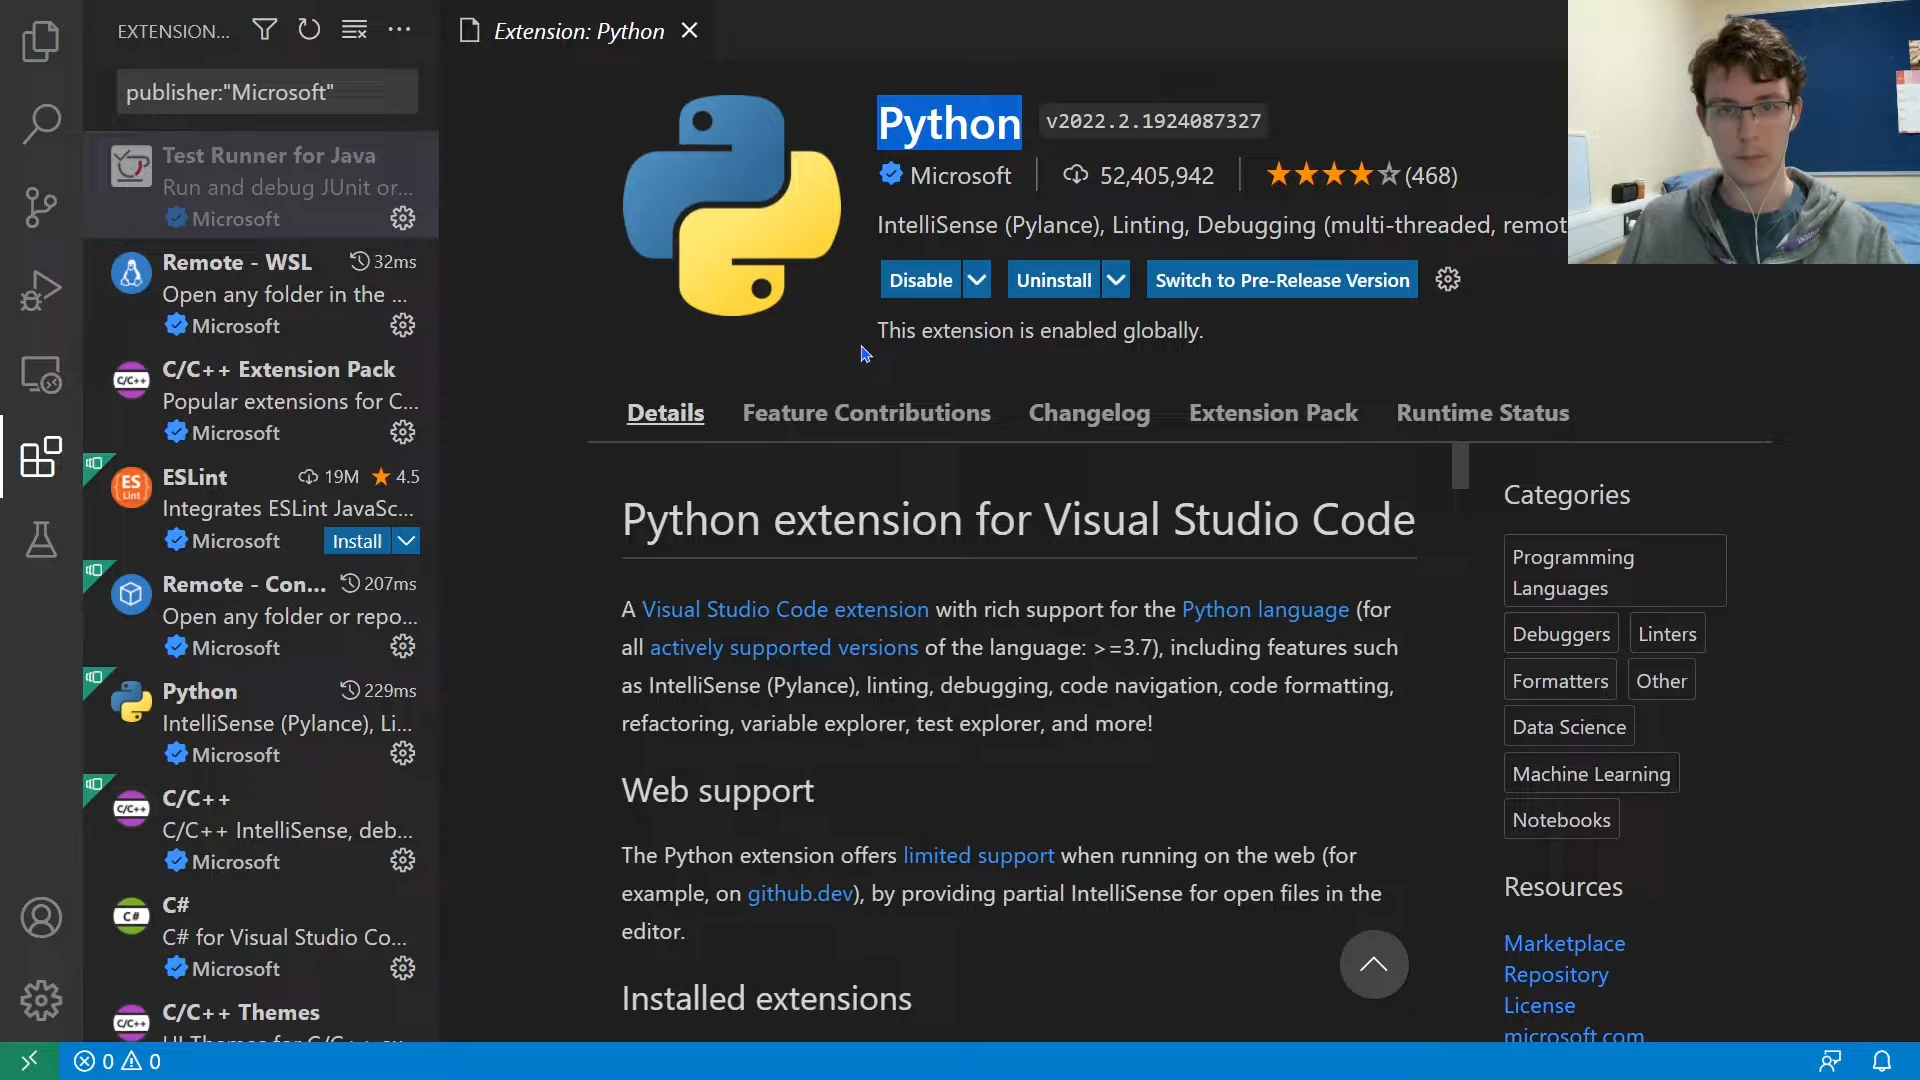 EXTENSION...
publisher:"Microsoft"
Test Runner for Java
Run and debug JUnit or...
Microsoft
Remote - WSL 32ms
Open any folder in the ...
Microsoft
C/C++ C/C++ Extension Pack
Popular extensions for C...
Microsoft
ES Lint ESLint 19M 4.5
Integrates ESLint JavaSc...
Microsoft Install
Remote - Con... 207ms
Open any folder or repo...
Microsoft
Python 229ms
IntelliSense (Pylance), Li...
Microsoft
C/C++ C/C++
C/C++ IntelliSense, deb...
Microsoft
C# C#
C# for Visual Studio Co...
Microsoft
C/C++ C/C++ Themes
Extension: Python
Python v2022.2.1924087327
Microsoft 52,405,942 (468)
IntelliSense (Pylance), Linting, Debugging (multi-threaded, remot
Disable Uninstall Switch to Pre-Release Version
This extension is enabled globally.
Details Feature Contributions Changelog Extension Pack Runtime Status
Python extension for Visual Studio Code
A Visual Studio Code extension with rich support for the Python language (for
all actively supported versions of the language: >=3.7), including features such
as IntelliSense (Pylance), linting, debugging, code navigation, code formatting,
refactoring, variable explorer, test explorer, and more!
Web support
The Python extension offers limited support when running on the web (for
example, on github.dev), by providing partial IntelliSense for open files in the
editor.
Installed extensions
Categories
Programming
Languages
Debuggers Linters
Formatters Other
Data Science
Machine Learning
Notebooks
Resources
Marketplace
Repository
License
microsoft.com
0 0